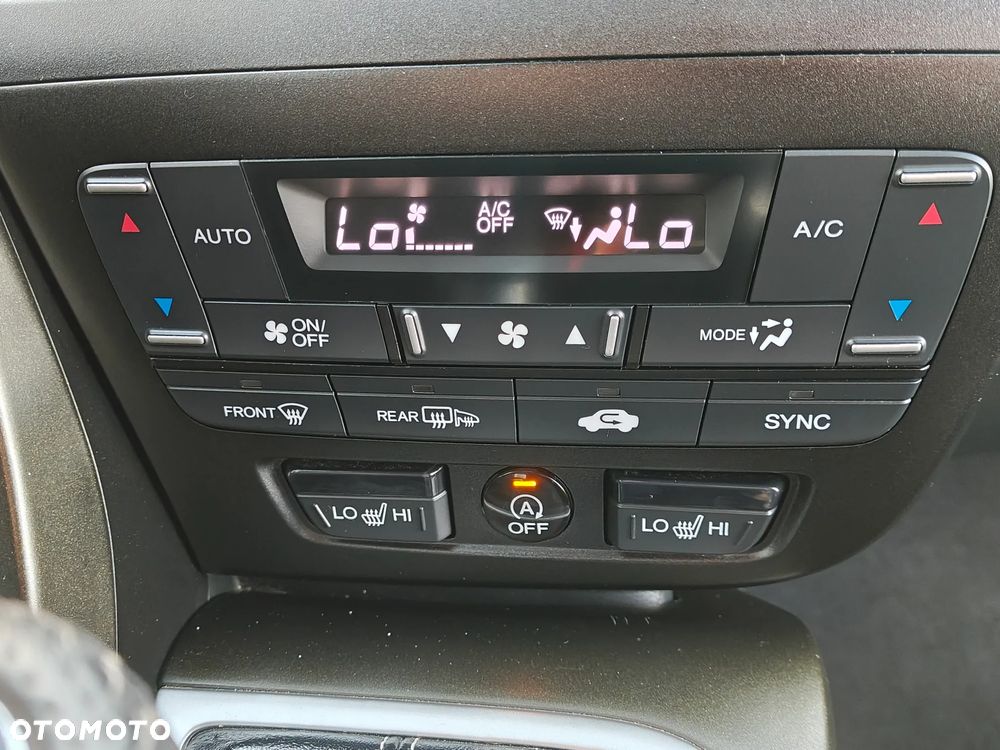 Lo A/C OFF Lo
AUTO
A/C
ON/OFF
MODE
FRONT
REAR
SYNC
LO HI
A
OFF
LO HI
OTOMOTO